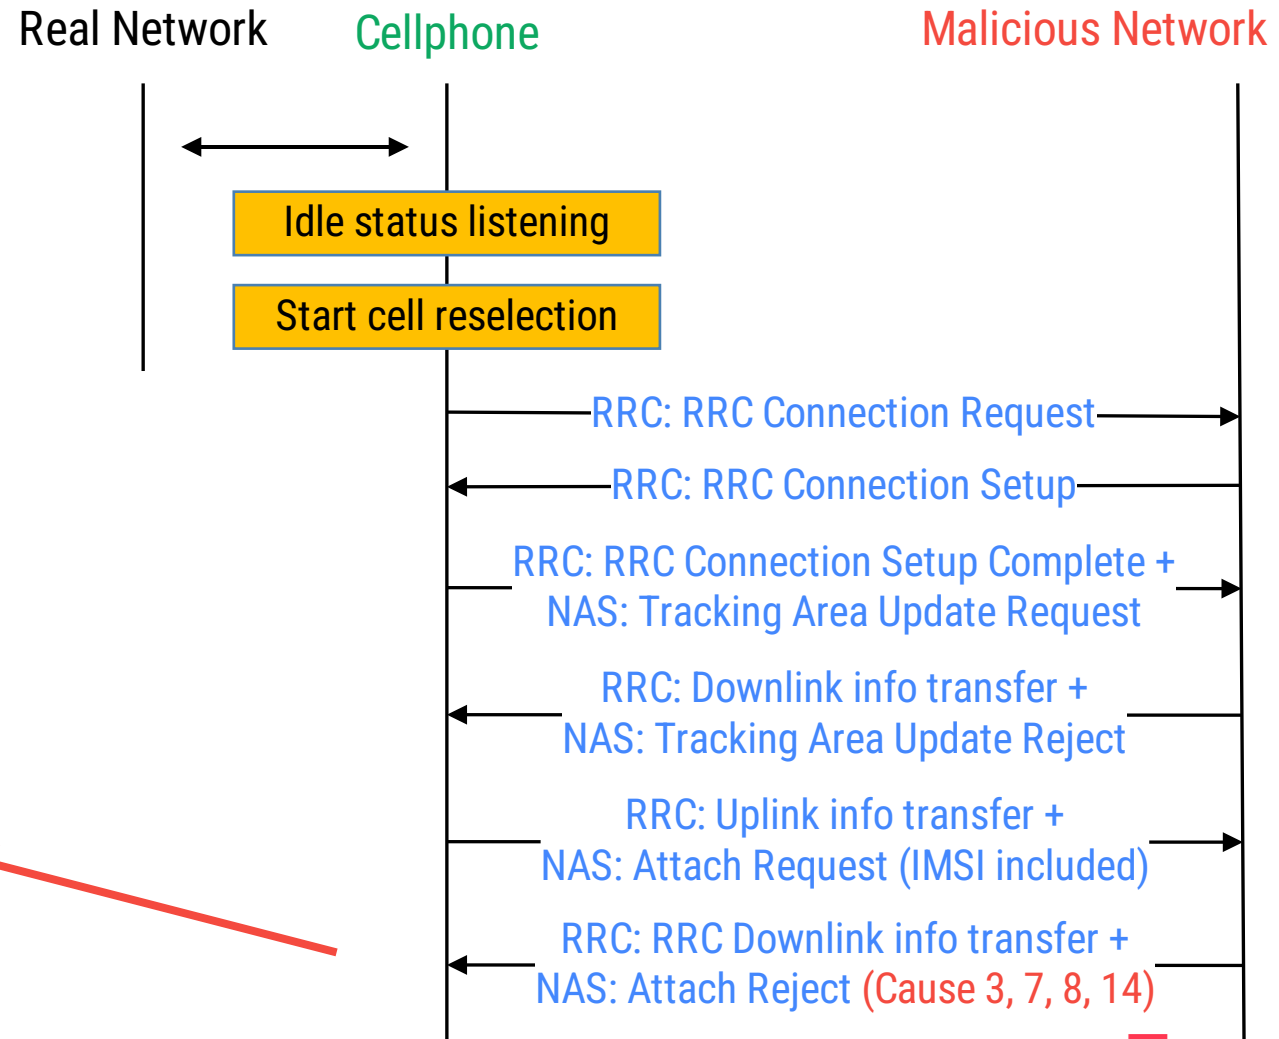 Real Network
Cellphone
Malicious Network
Idle status listening
Start cell reselection
RRC: RRC Connection Request
RRC: RRC Connection Setup
RRC: RRC Connection Setup Complete +
NAS: Tracking Area Update Request
RRC: Downlink info transfer +
NAS: Tracking Area Update Reject
RRC: Uplink info transfer +
NAS: Attach Request (IMSI included)
RRC: RRC Downlink info transfer +
NAS: Attach Reject (Cause 3, 7, 8, 14)